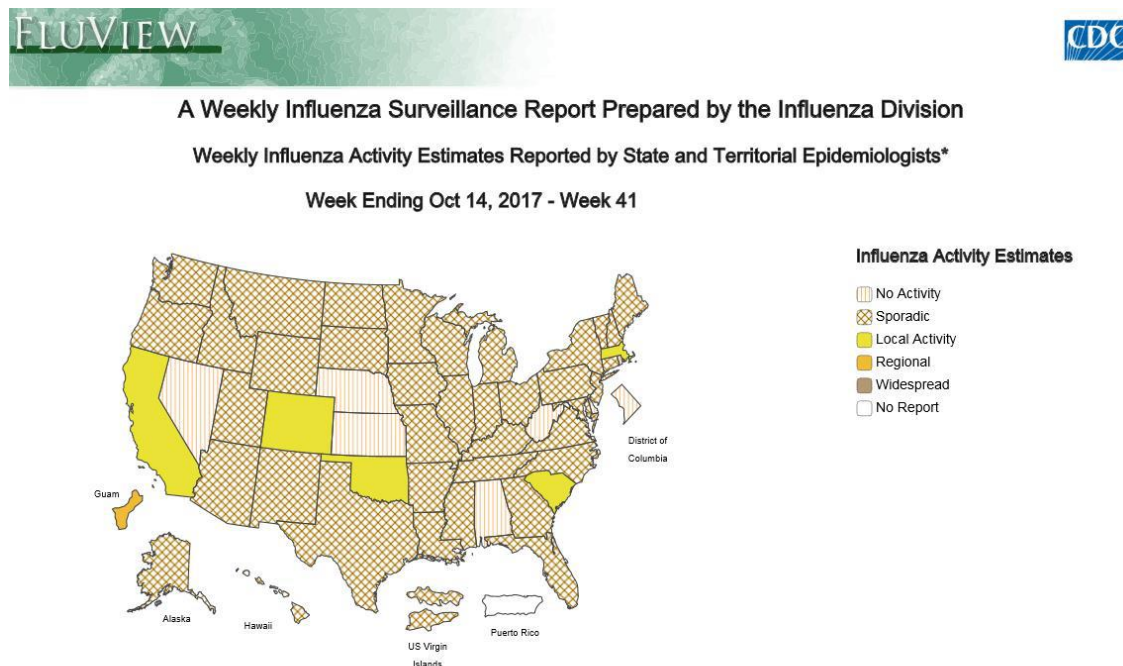 FLUVIEW
CDC
A Weekly Influenza Surveillance Report Prepared by the Influenza Division
Weekly Influenza Activity Estimates Reported by State and Territorial Epidemiologists*
Week Ending Oct 14, 2017 - Week 41
Influenza Activity Estimates
No Activity
Sporadic
Local Activity
Regional
Widespread
No Report
District of
Columbia
Guam
Alaska
Hawaii
US Virgin
Islands
Puerto Rico